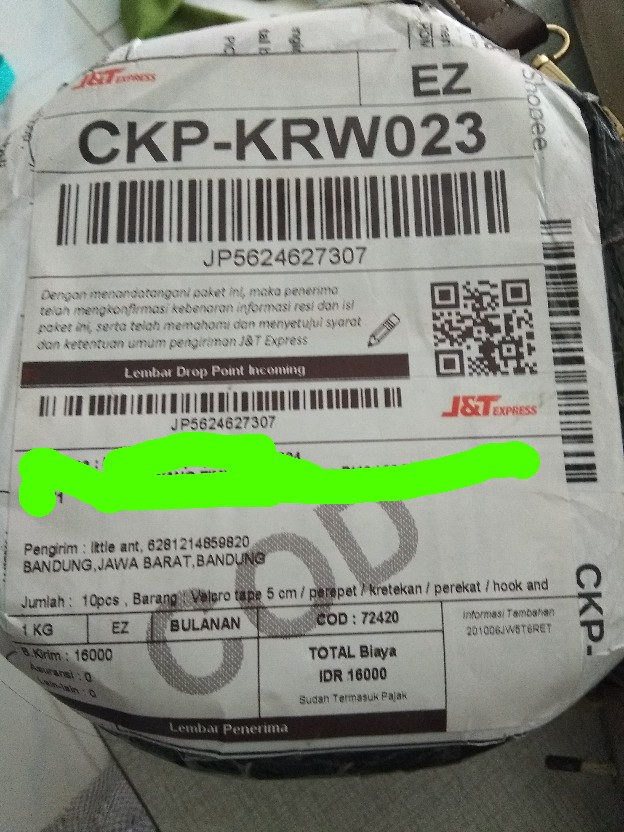 J&T EXPRESS
EZ
Shopee
CKP-KRW023
JP5624627307
Dengan menandatangani paket ini, maka penerima
telah mengkonfirmasi kebenaran informasi resi dan isi
paket ini, serta telah memahami dan menyetujui syarat
dan ketentuan umum pengiriman J&T Express
Lembar Drop Point Incoming
JP5624627307
J&T EXPRESS
Pengirim : little ant, 6281214859820
BANDUNG,JAWA BARAT,BANDUNG
COD
Jumlah : 10pcs , Barang : Velpro tape 5 cm / perepet / kretekan / perekat / hook and
1 KG EZ BULANAN COD : 72420 Informasi Tambahan
201006JW5T6RET
B.Kirim : 16000
Asuransi : 0
Lain-lain : 0
TOTAL Biaya
IDR 16000
Sudah Termasuk Pajak
Lembar Penerima
CKP-